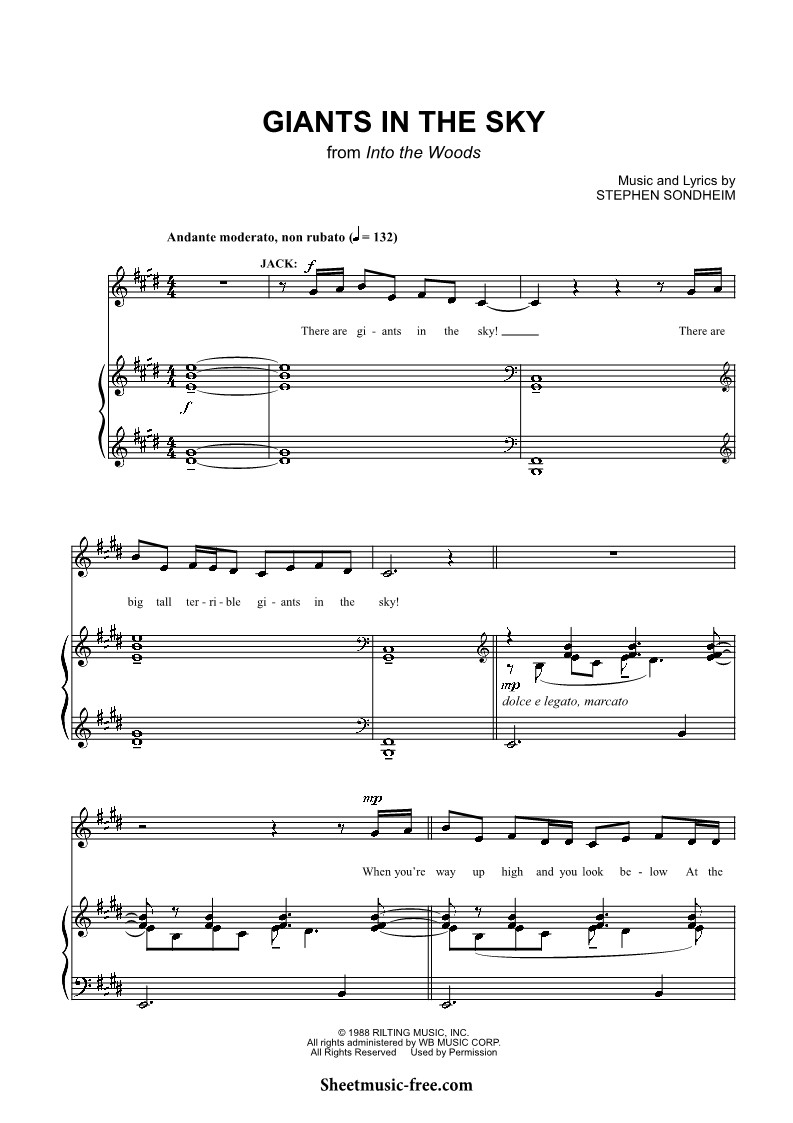 GIANTS IN THE SKY
from Into the Woods
Music and Lyrics by
STEPHEN SONDHEIM
Andante moderato, non rubato (♩ = 132)
JACK: f
There are gi - ants in the sky! There are
f
big tall ter - ri - ble gi - ants in the sky!
mp
dolce e legato, marcato
mp
When you're way up high and you look be - low At the
© 1988 RILTING MUSIC, INC.
All rights administered by WB MUSIC CORP.
All Rights Reserved Used by Permission
Sheetmusic-free.com